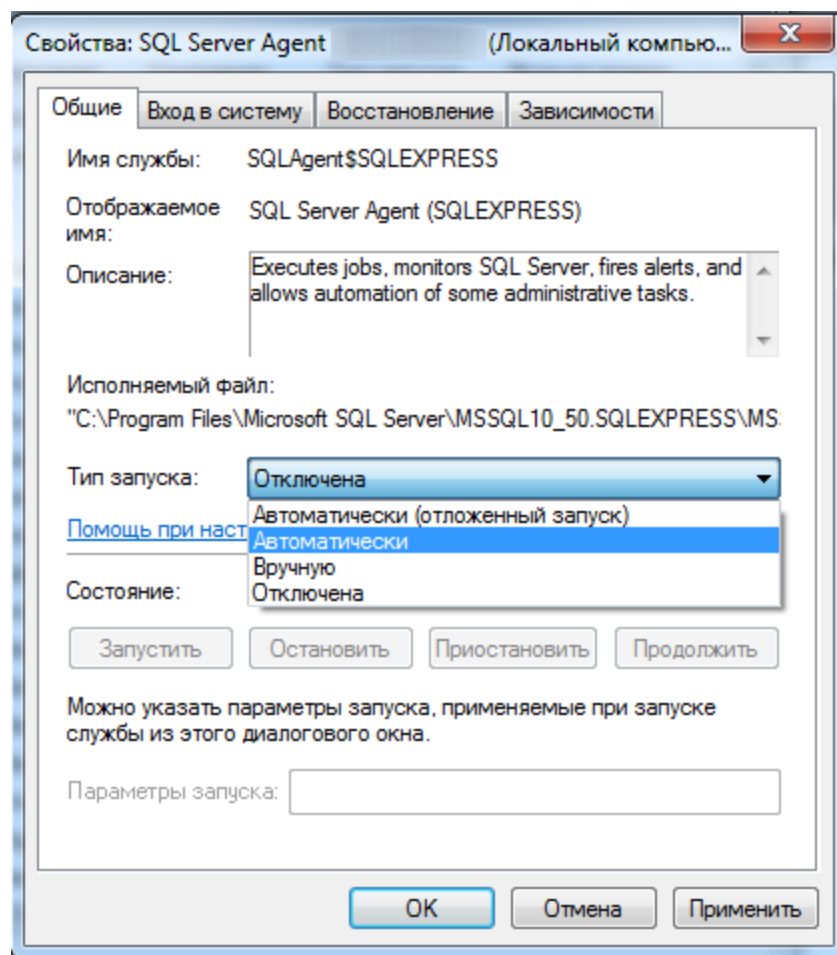 Свойства: SQL Server Agent (Локальный компью...
Общие Вход в систему Восстановление Зависимости
Имя службы: SQLAgent$SQLEXPRESS
Отображаемое
имя: SQL Server Agent (SQLEXPRESS)
Описание: Executes jobs, monitors SQL Server, fires alerts, and
allows automation of some administrative tasks.
Исполняемый файл:
"C:\Program Files\Microsoft SQL Server\MSSQL10_50.SQLEXPRESS\MS
Тип запуска: Отключена
Автоматически (отложенный запуск)
Помощь при наст
Автоматически
Вручную
Состояние: Отключена
Запустить Остановить Приостановить Продолжить
Можно указать параметры запуска, применяемые при запуске
службы из этого диалогового окна.
Параметры запуска:
OK Отмена Применить